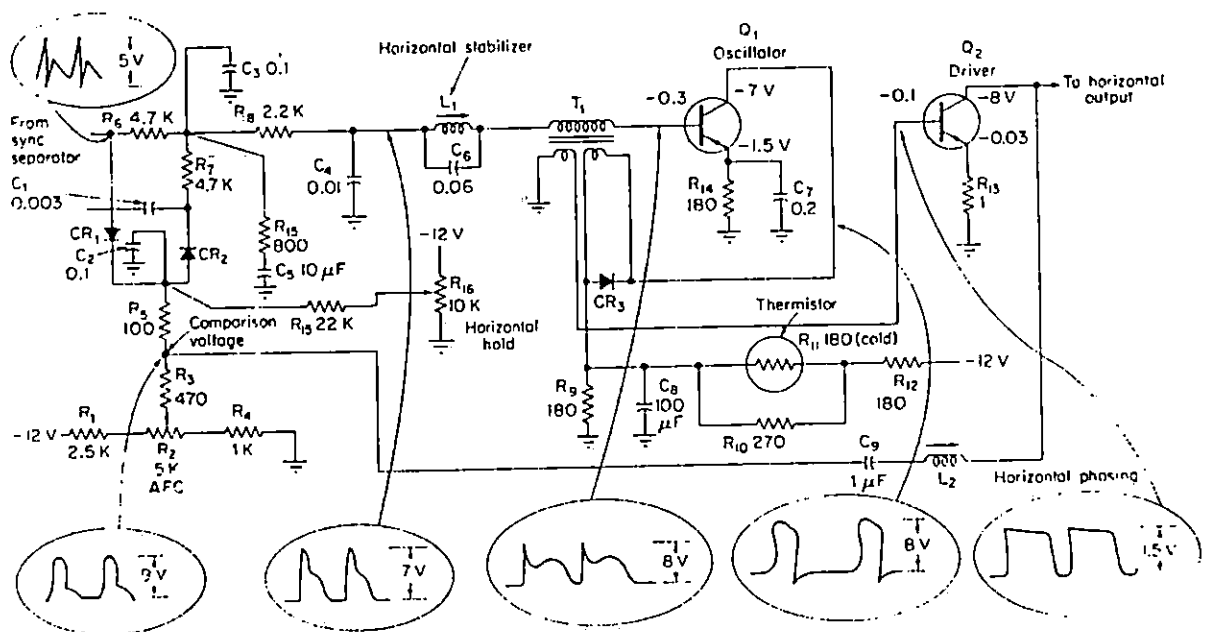 5 V
C3 0.1
Horizontal stabilizer
Q1
Oscillator
Q2
Driver
R6 4.7 K
R8 2.2 K
L1
T1
-0.3
-7 V
-0.1
-8 V
To horizontal
output
From
sync
separator
R7
4.7 K
C6
0.06
-1.5 V
-0.03
C1
0.003
C4
0.01
R14
180
C7
0.2
R13
1
CR1
C2
0.1
CR2
R15
800
C5 10 μF
-12 V
R16
10 K
Horizontal
hold
CR3
R5
100
Comparison
voltage
R15 22 K
Thermistor
R11 180 (cold)
R3
470
R9
180
C8
100
μF
R10 270
R12
180
-12 V
-12 V
R1
2.5 K
R2
5K
AFC
R4
1 K
C9
1 μF
L2
Horizontal phasing
9 V
7 V
8 V
8 V
1.5 V